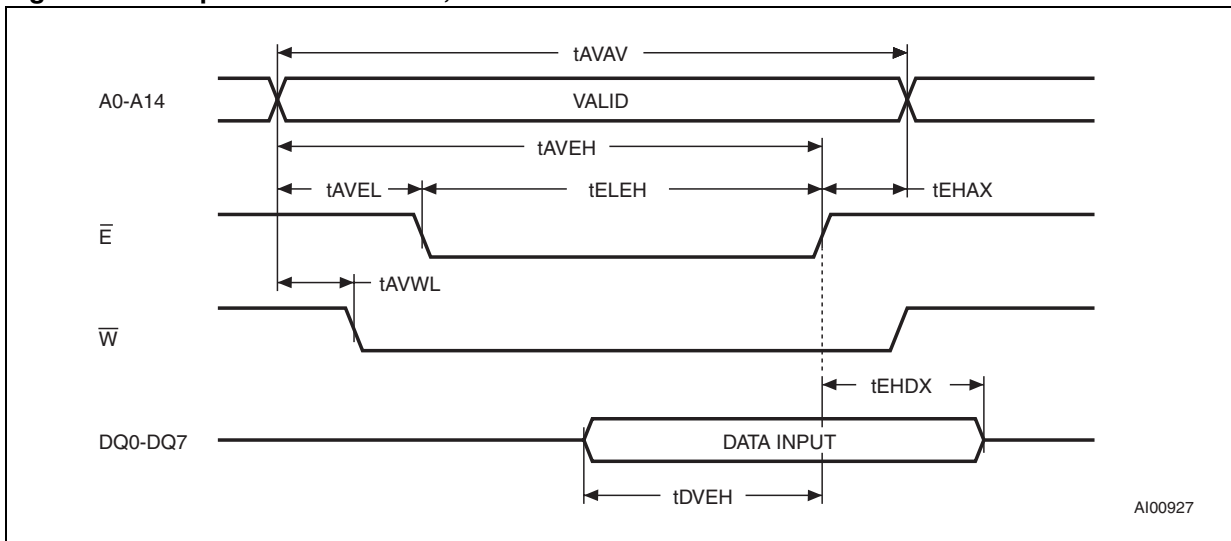 tAVAV
A0-A14
VALID
tAVEH
tAVEL
tELEH
tEHAX
E̅
tAVWL
W̅
tEHDX
DQ0-DQ7
DATA INPUT
tDVEH
AI00927